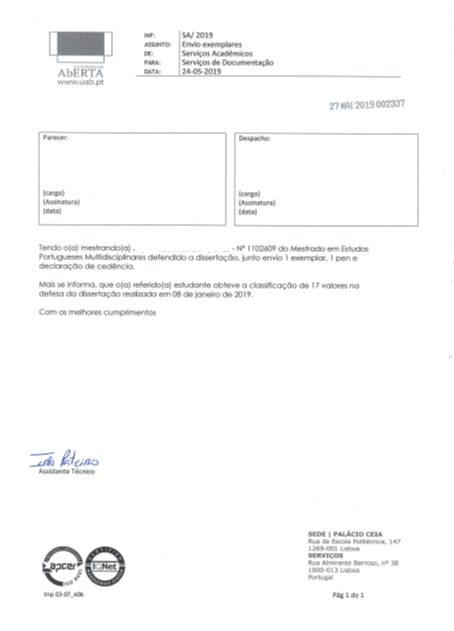 AbERTA
www.uab.pt
INF: SA/ 2019
ASSUNTO: Envio exemplares
DE: Serviços Académicos
PARA: Serviços de Documentação
DATA: 24-05-2019
27 MAI 2019 002337
Parecer:
(cargo)
(Assinatura)
(data)
Despacho:
(cargo)
(Assinatura)
(data)
Tendo o(a) mestrando(a) - Nº 1102609 do Mestrado em Estudos
Portugueses Multidisciplinares defendido a dissertação, junto envio 1 exemplar, 1 pen e
declaração de cedência.
Mais se informa, que o(a) referido(a) estudante obteve a classificação de 17 valores na
defesa da dissertação realizada em 08 de janeiro de 2019.
Com os melhores cumprimentos
Assistente Técnico
apcer
ISO 9001
IQNet
Imp 03-07_A06
SEDE | PALÁCIO CEIA
Rua da Escola Politécnica, 147
1269-001 Lisboa
SERVIÇOS
Rua Almirante Barroso, nº 38
1000-013 Lisboa
Portugal
Pág 1 de 1